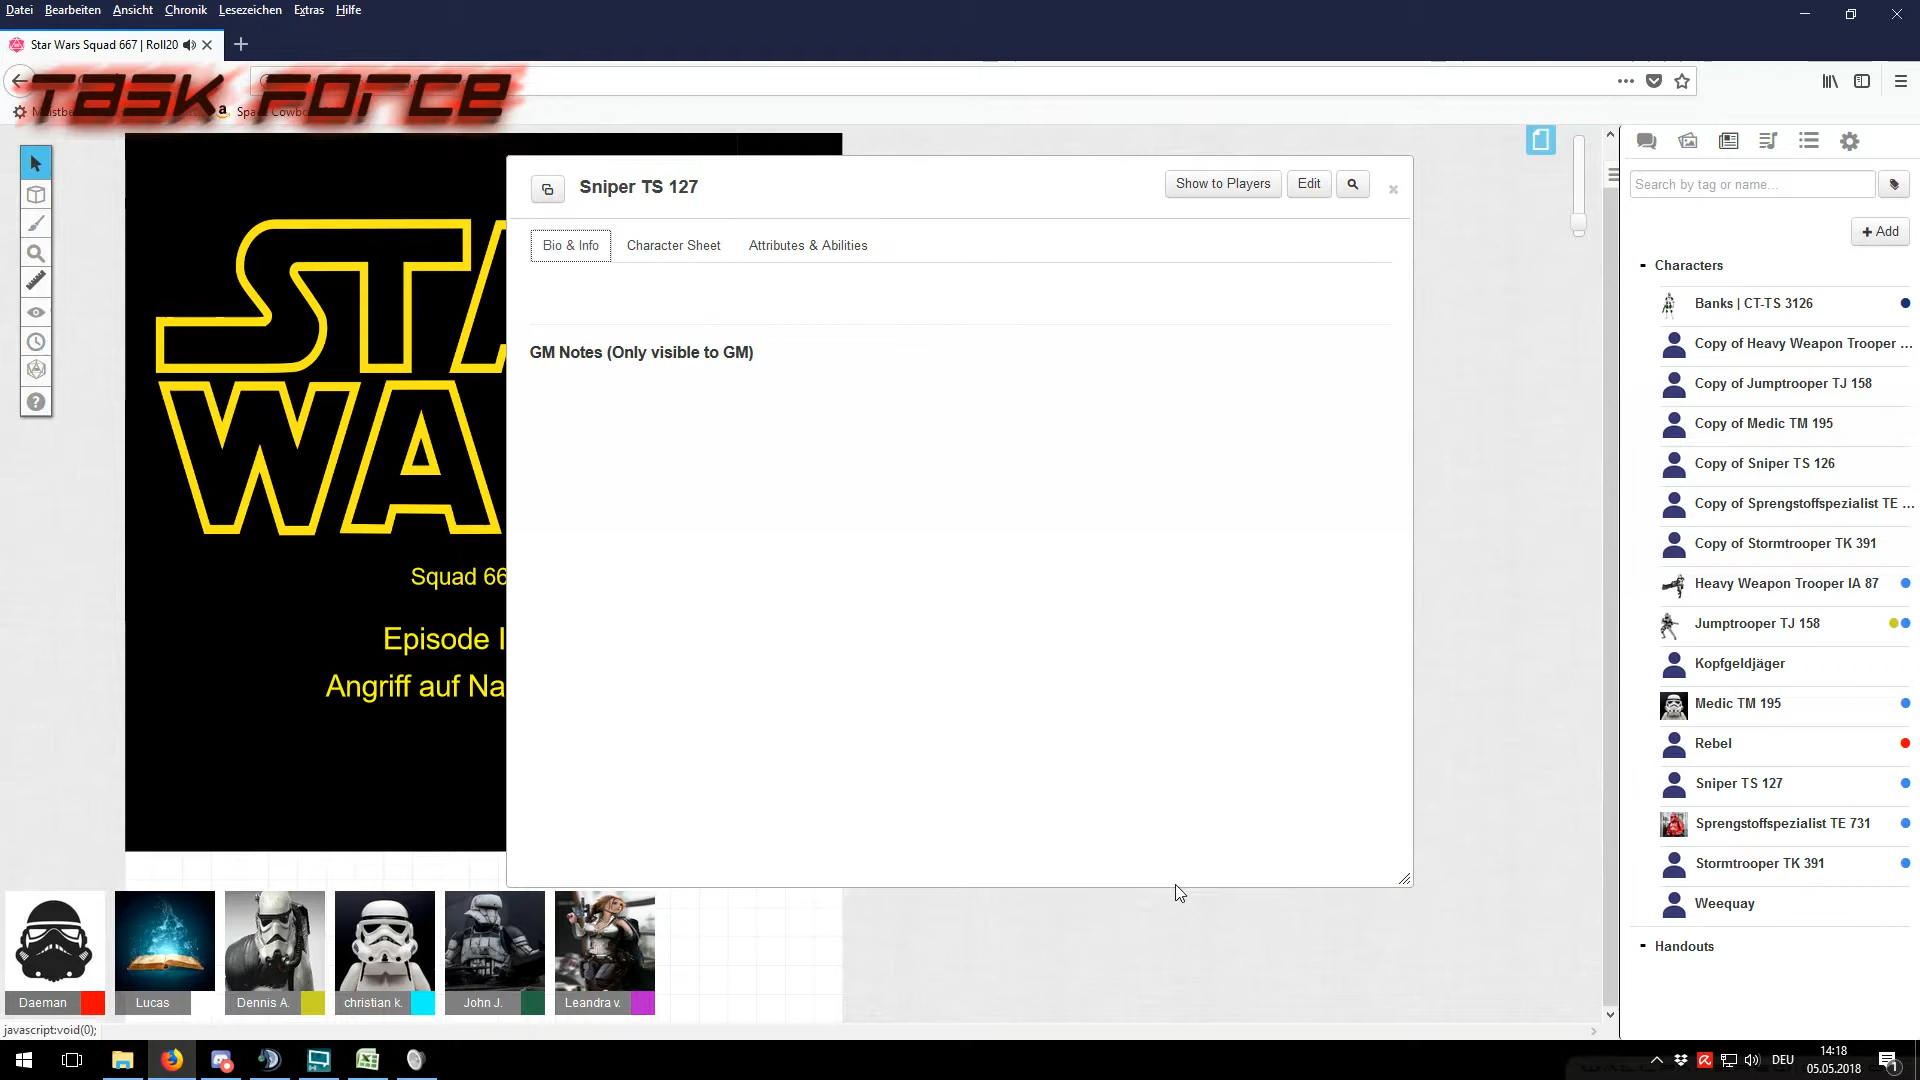 Datei Bearbeiten Ansicht Chronik Lesezeichen Extras Hilfe
Star Wars Squad 667 | Roll20
TASK FORCE
Sniper TS 127
Show to Players
Edit
Bio & Info
Character Sheet
Attributes & Abilities
GM Notes (Only visible to GM)
STA
WA
Squad 66
Episode I
Angriff auf Na
Search by tag or name...
+ Add
Characters
Banks | CT-TS 3126
Copy of Heavy Weapon Trooper ...
Copy of Jumptrooper TJ 158
Copy of Medic TM 195
Copy of Sniper TS 126
Copy of Sprengstoffspezialist TE ...
Copy of Stormtrooper TK 391
Heavy Weapon Trooper IA 87
Jumptrooper TJ 158
Kopfgeldjäger
Medic TM 195
Rebel
Sniper TS 127
Sprengstoffspezialist TE 731
Stormtrooper TK 391
Weequay
Handouts
Daeman
Lucas
Dennis A.
christian k.
John J.
Leandra v.
javascript:void(0);
DEU
14:18
05.05.2018
1